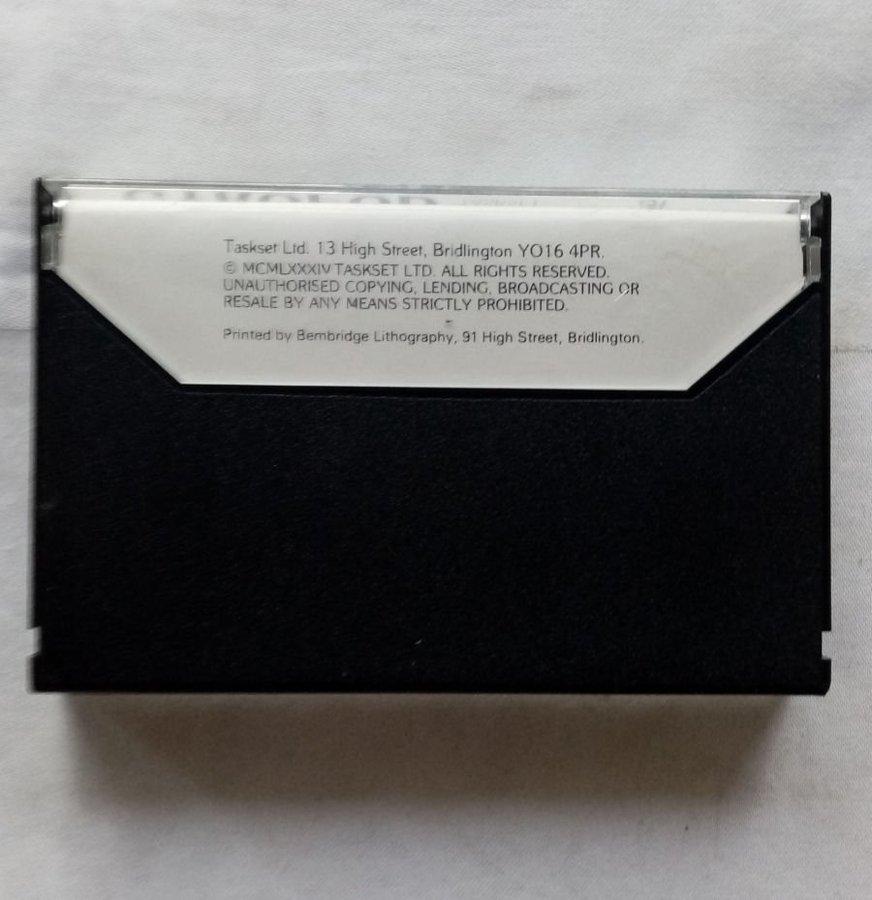 Taskset Ltd. 13 High Street, Bridlington YO16 4PR.
© MCMLXXXIV TASKSET LTD. ALL RIGHTS RESERVED.
UNAUTHORISED COPYING, LENDING, BROADCASTING OR
RESALE BY ANY MEANS STRICTLY PROHIBITED.
Printed by Bembridge Lithography, 91 High Street, Bridlington.